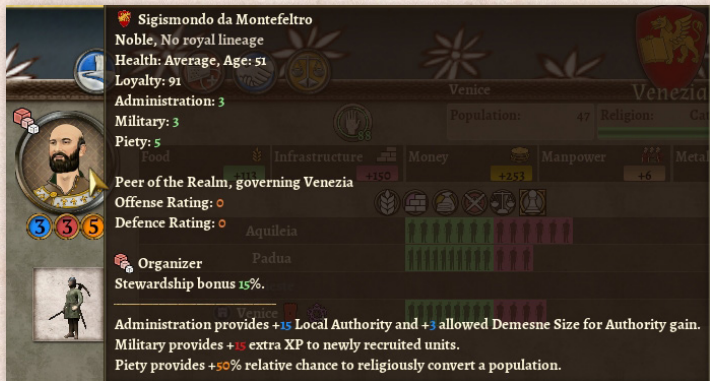 Sigismondo da Montefeltro
Noble, No royal lineage
Health: Average, Age: 51
Loyalty: 91
Administration: 3
Military: 3
Piety: 5
Peer of the Realm, governing Venezia
Offense Rating: 0
Defence Rating: 0
Organizer
Stewardship bonus 15%.
Administration provides +15 Local Authority and +3 allowed Demesne Size for Authority gain.
Military provides +15 extra XP to newly recruited units.
Piety provides +50% relative chance to religiously convert a population.
3 3 5
Venice
Venezia
Population: 47 Religion:
88
Food Infrastructure Money Manpower Metal
+113 +150 +253 +6
Aquileia
Padua
Venice